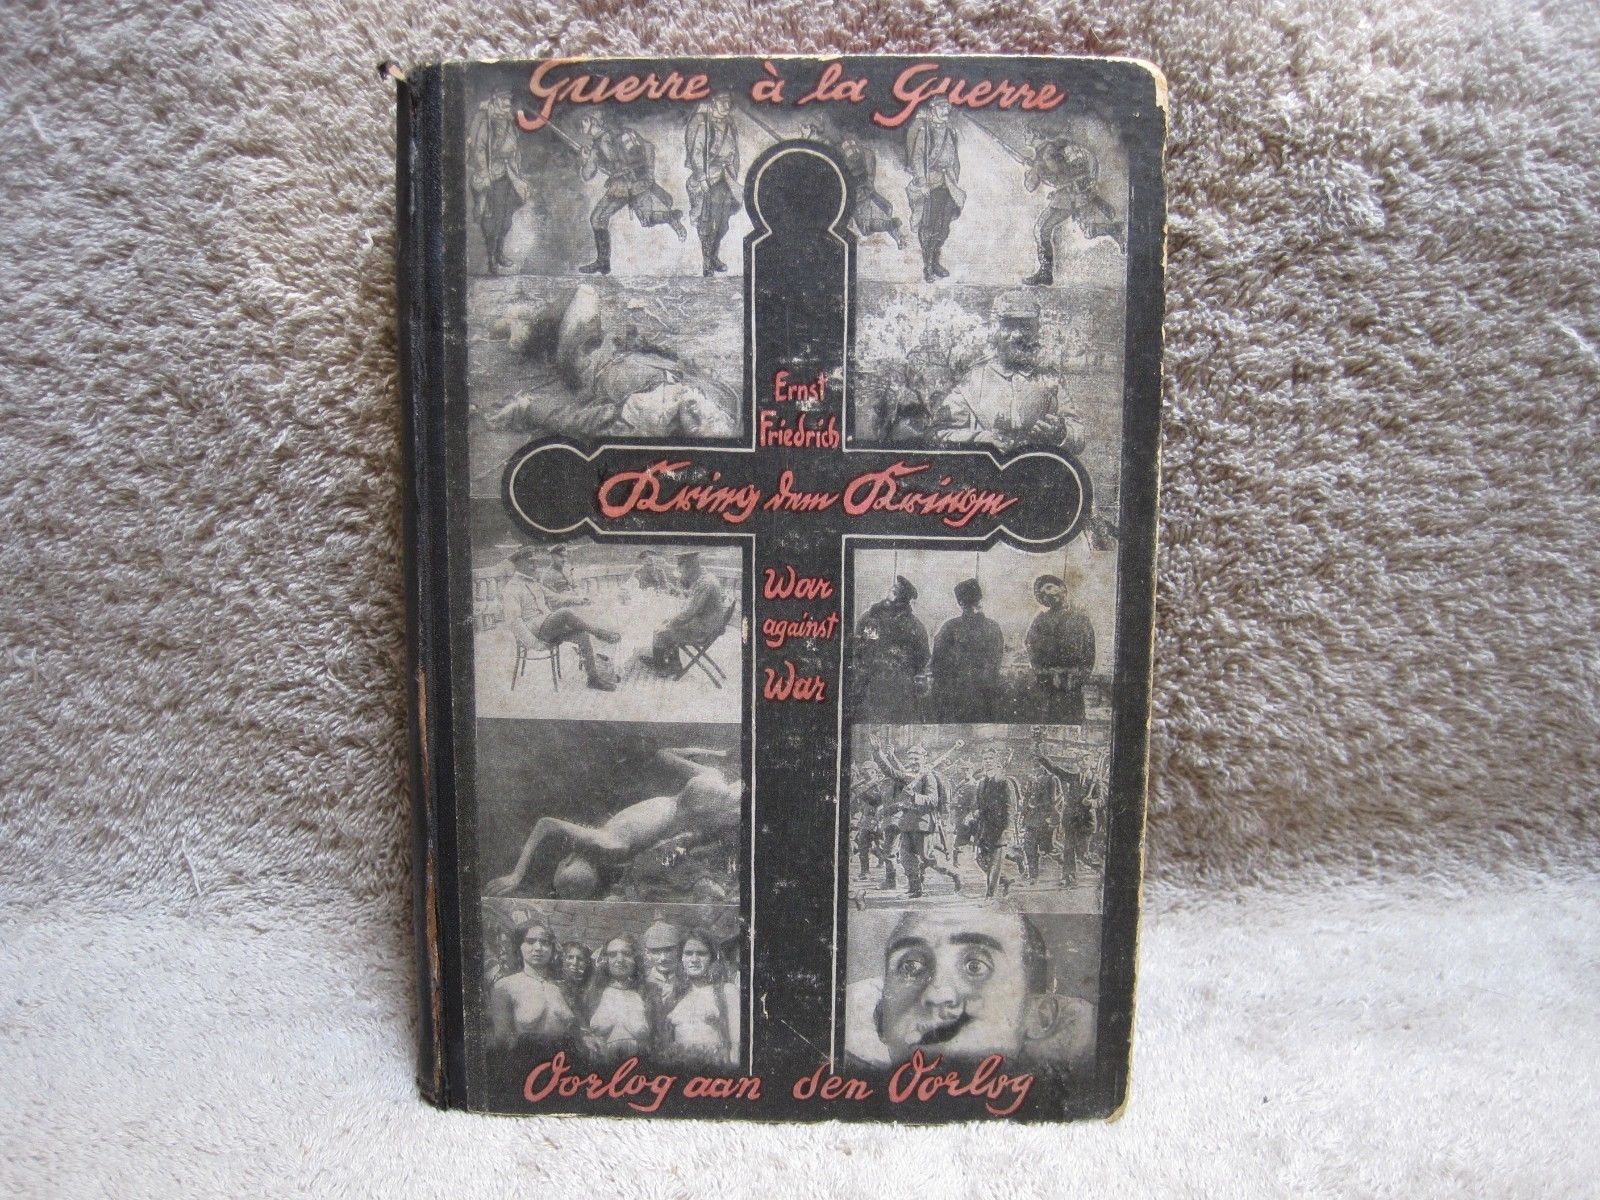 Guerre à la Guerre
Ernst
Friedrich
Krieg dem Kriege
War
against
War
Oorlog aan den Oorlog